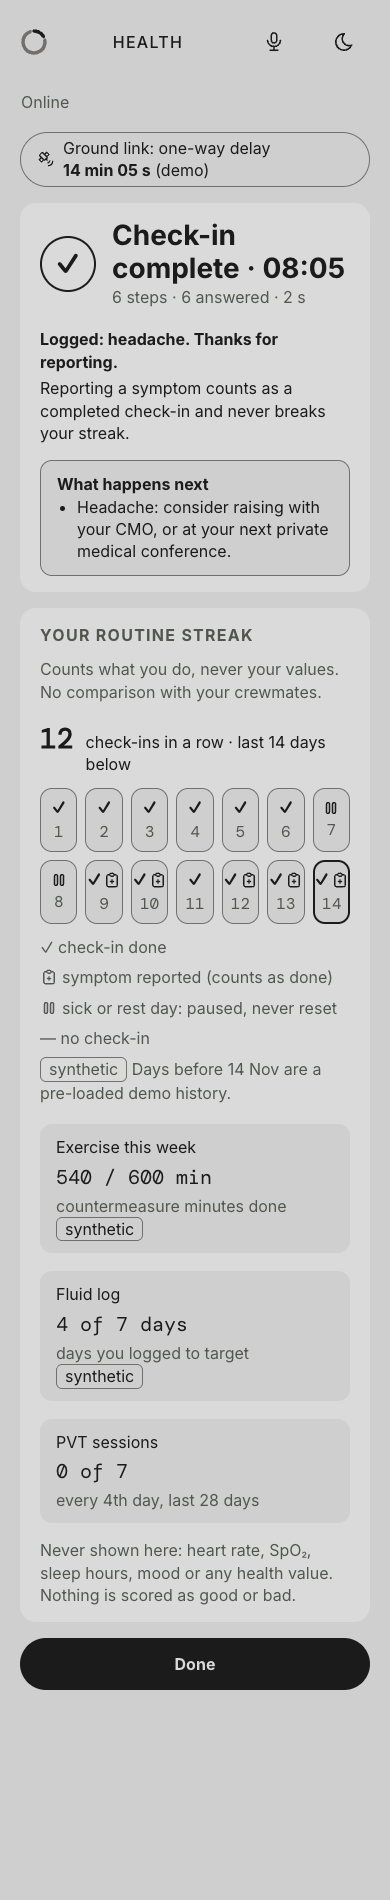 HEALTH
Online
Ground link: one-way delay
14 min 05 s (demo)
Check-in
complete · 08:05
6 steps · 6 answered · 2 s
Logged: headache. Thanks for
reporting.
Reporting a symptom counts as a
completed check-in and never breaks
your streak.
What happens next
• Headache: consider raising with
your CMO, or at your next private
medical conference.
YOUR ROUTINE STREAK
Counts what you do, never your values.
No comparison with your crewmates.
12 check-ins in a row · last 14 days
below
1 2 3 4 5 6 7
8 9 10 11 12 13 14
check-in done
symptom reported (counts as done)
sick or rest day: paused, never reset
— no check-in
synthetic Days before 14 Nov are a
pre-loaded demo history.
Exercise this week
540 / 600 min
countermeasure minutes done
synthetic
Fluid log
4 of 7 days
days you logged to target
synthetic
PVT sessions
0 of 7
every 4th day, last 28 days
Never shown here: heart rate, SpO₂,
sleep hours, mood or any health value.
Nothing is scored as good or bad.
Done